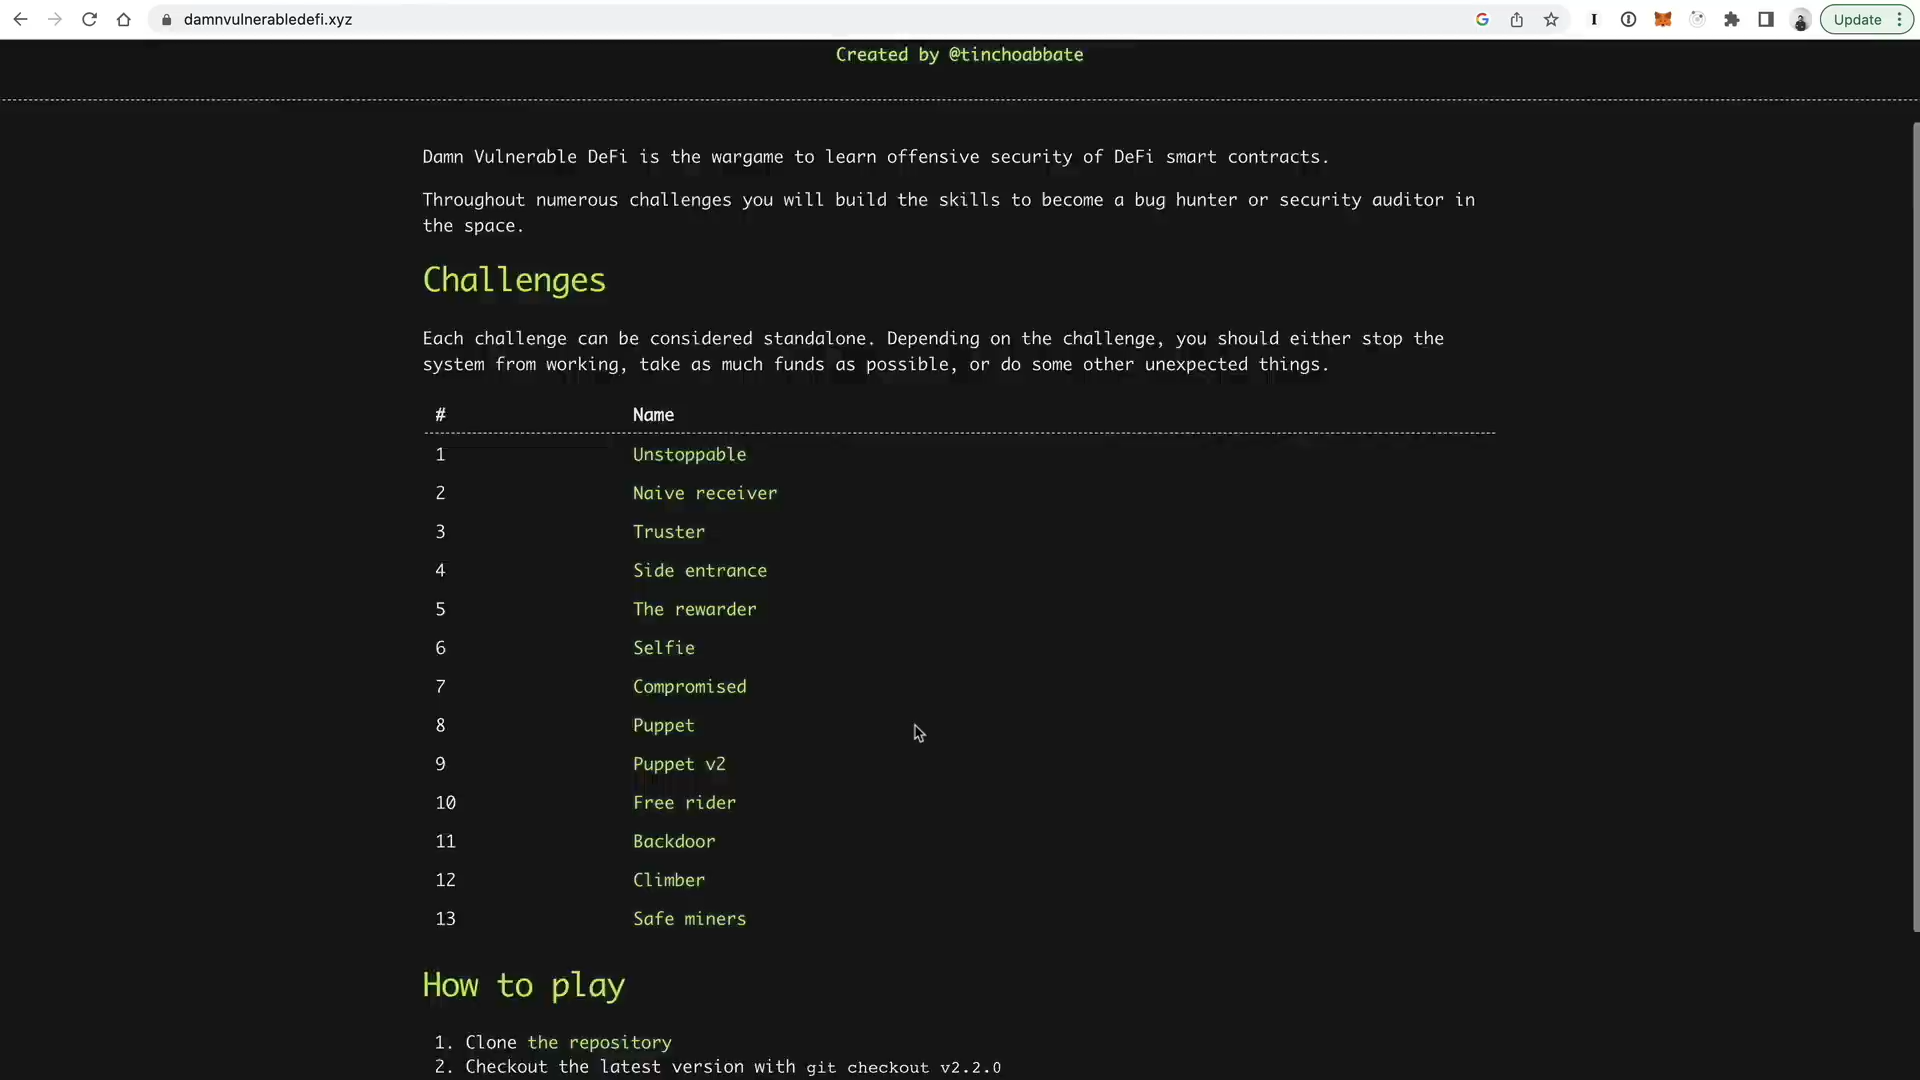 damnvulnerabledefi.xyz
Update
Created by @tinchoabbate
Damn Vulnerable DeFi is the wargame to learn offensive security of DeFi smart contracts.
Throughout numerous challenges you will build the skills to become a bug hunter or security auditor in
the space.
Challenges
Each challenge can be considered standalone. Depending on the challenge, you should either stop the
system from working, take as much funds as possible, or do some other unexpected things.
# Name
1 Unstoppable
2 Naive receiver
3 Truster
4 Side entrance
5 The rewarder
6 Selfie
7 Compromised
8 Puppet
9 Puppet v2
10 Free rider
11 Backdoor
12 Climber
13 Safe miners
How to play
1. Clone the repository
2. Checkout the latest version with git checkout v2.2.0